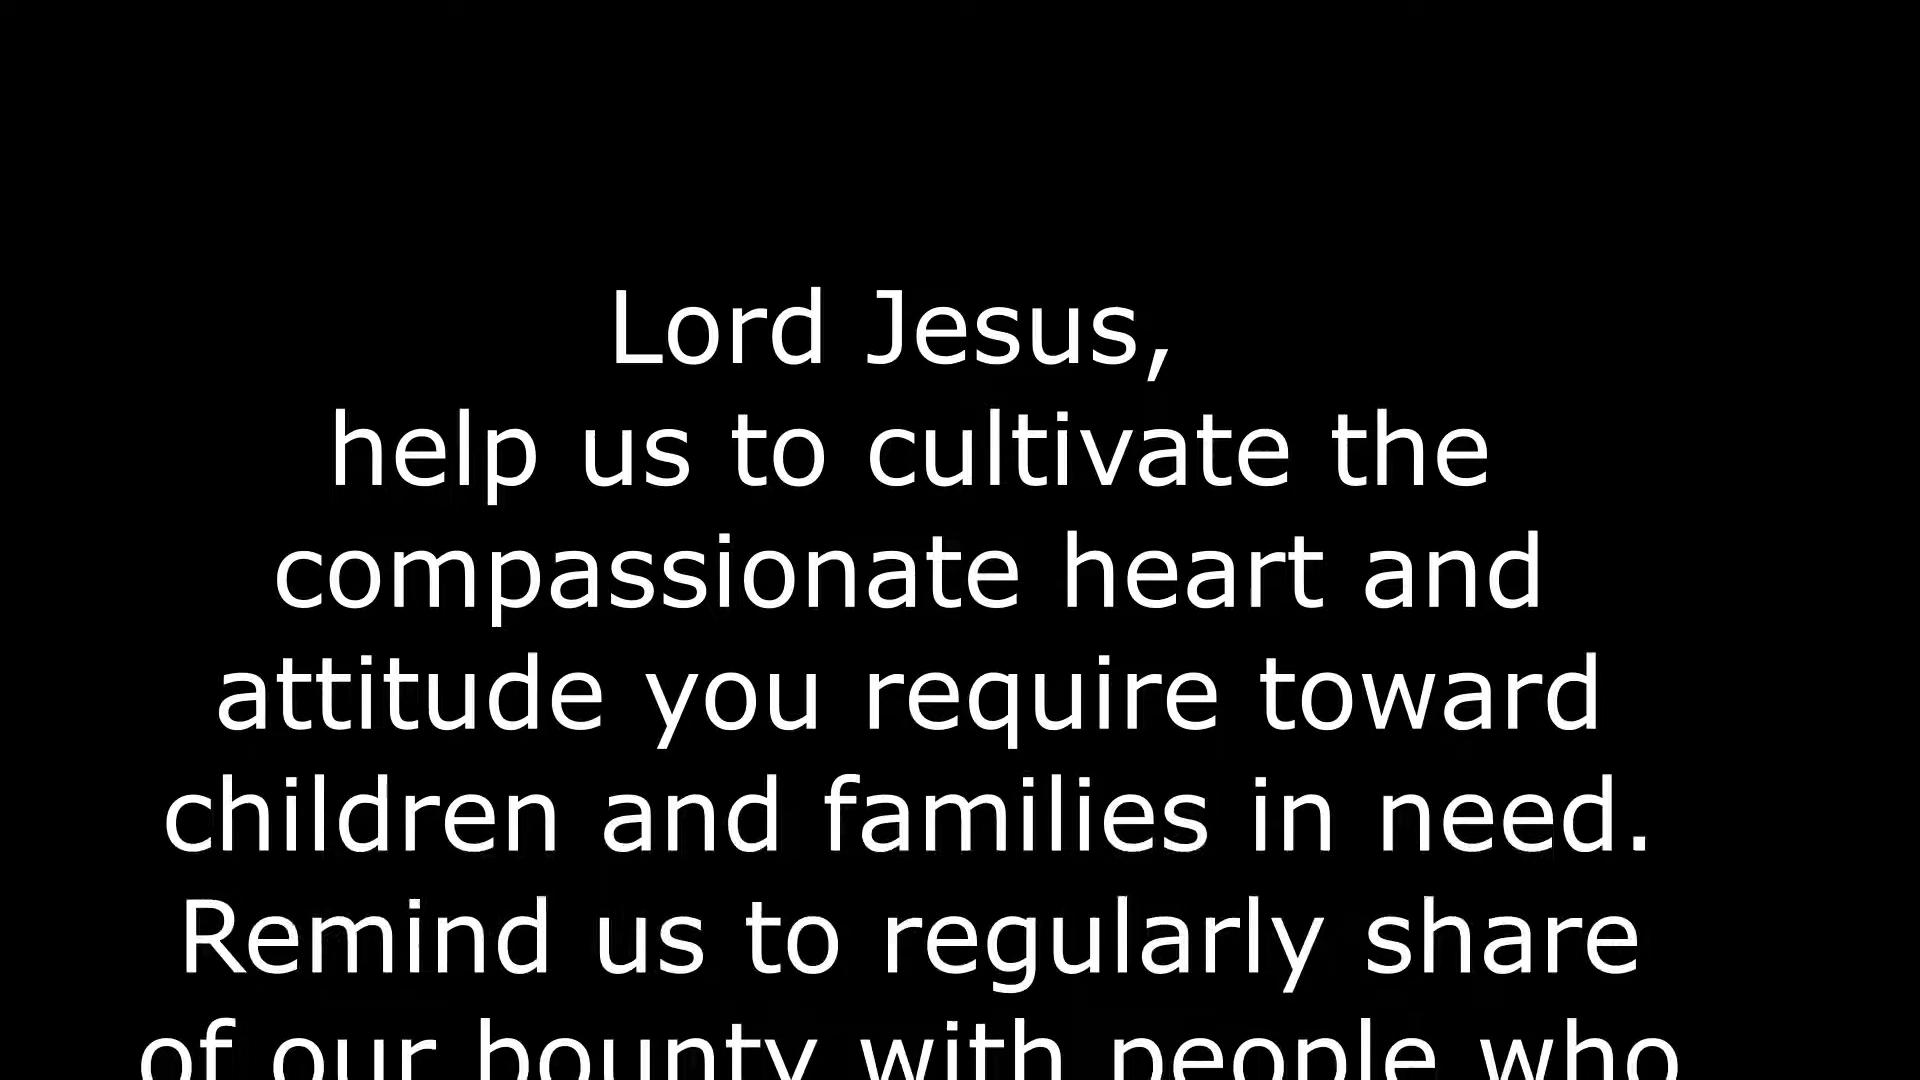 Lord Jesus,
help us to cultivate the
compassionate heart and
attitude you require toward
children and families in need.
Remind us to regularly share
of our bounty with people who